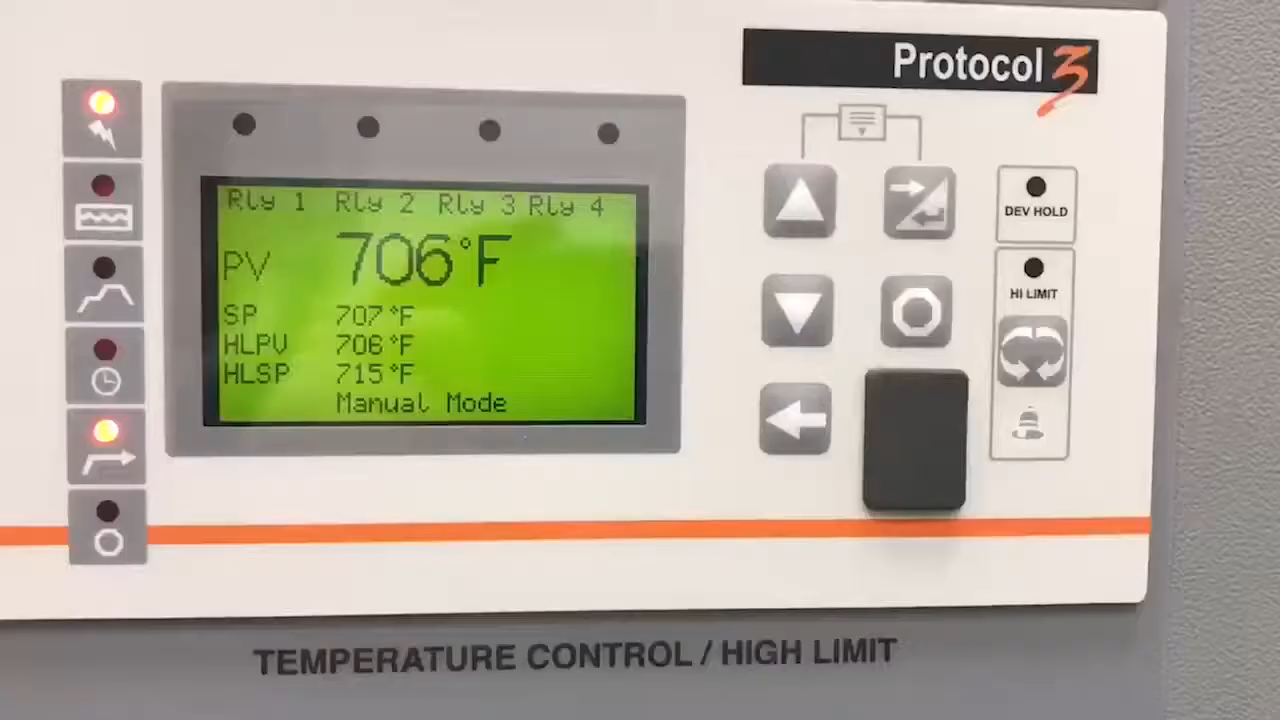 Protocol 3
Rly 1 Rly 2 Rly 3 Rly 4
PV 706°F
SP 707°F
HLPV 706°F
HLSP 715°F
Manual Mode
DEV HOLD
HI LIMIT
TEMPERATURE CONTROL / HIGH LIMIT